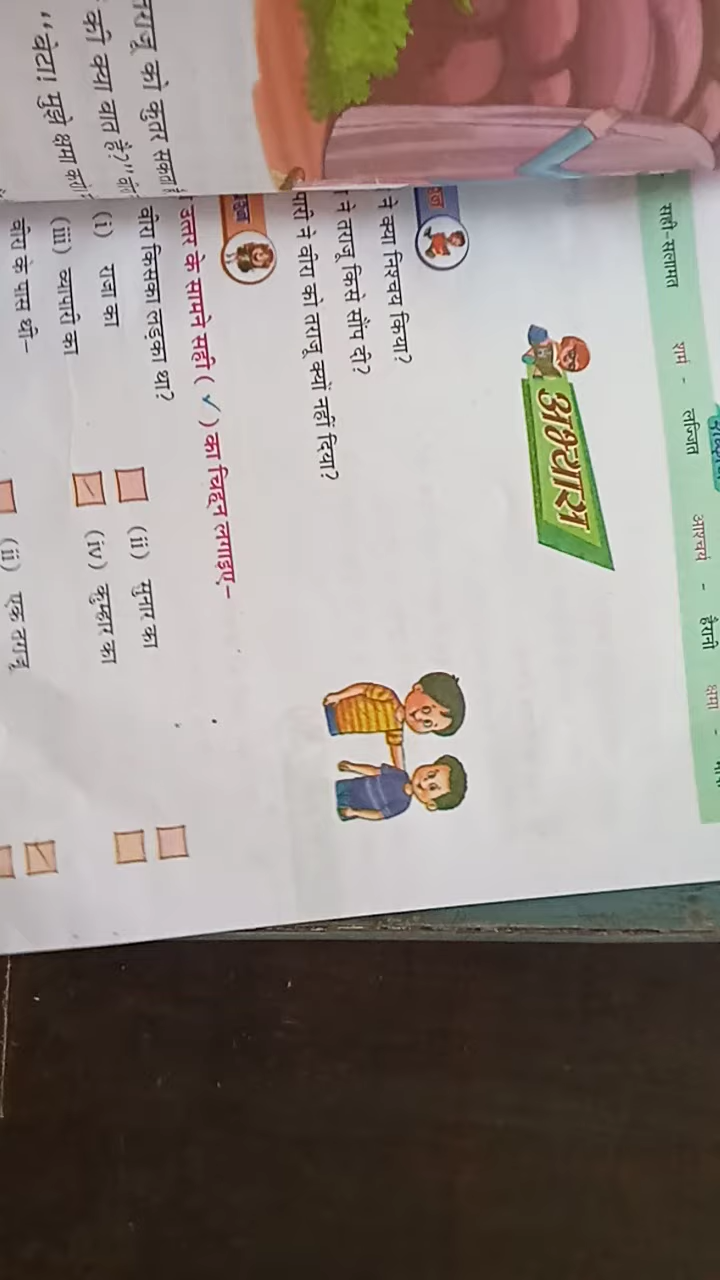 सही-सलामत
शर्म - लज्जित आश्चर्य - हैरानी क्षमा -
अभ्यास
ने क्या निश्चय किया?
ने तराजू किसे सौंप दी?
ने वीरा को तराजू क्यों नहीं दिया?
उत्तर के सामने सही (✓) का चिह्न लगाइए–
वीरा किसका लड़का था?
(i) राजा का (ii) सुनार का
(iii) व्यापारी का (iv) कुम्हार का
वीरा के पास थी–
(ii) एक तराजू
तराजू को कुतर सकता
की क्या बात है?"
"बेटा! मुझे क्षमा करो